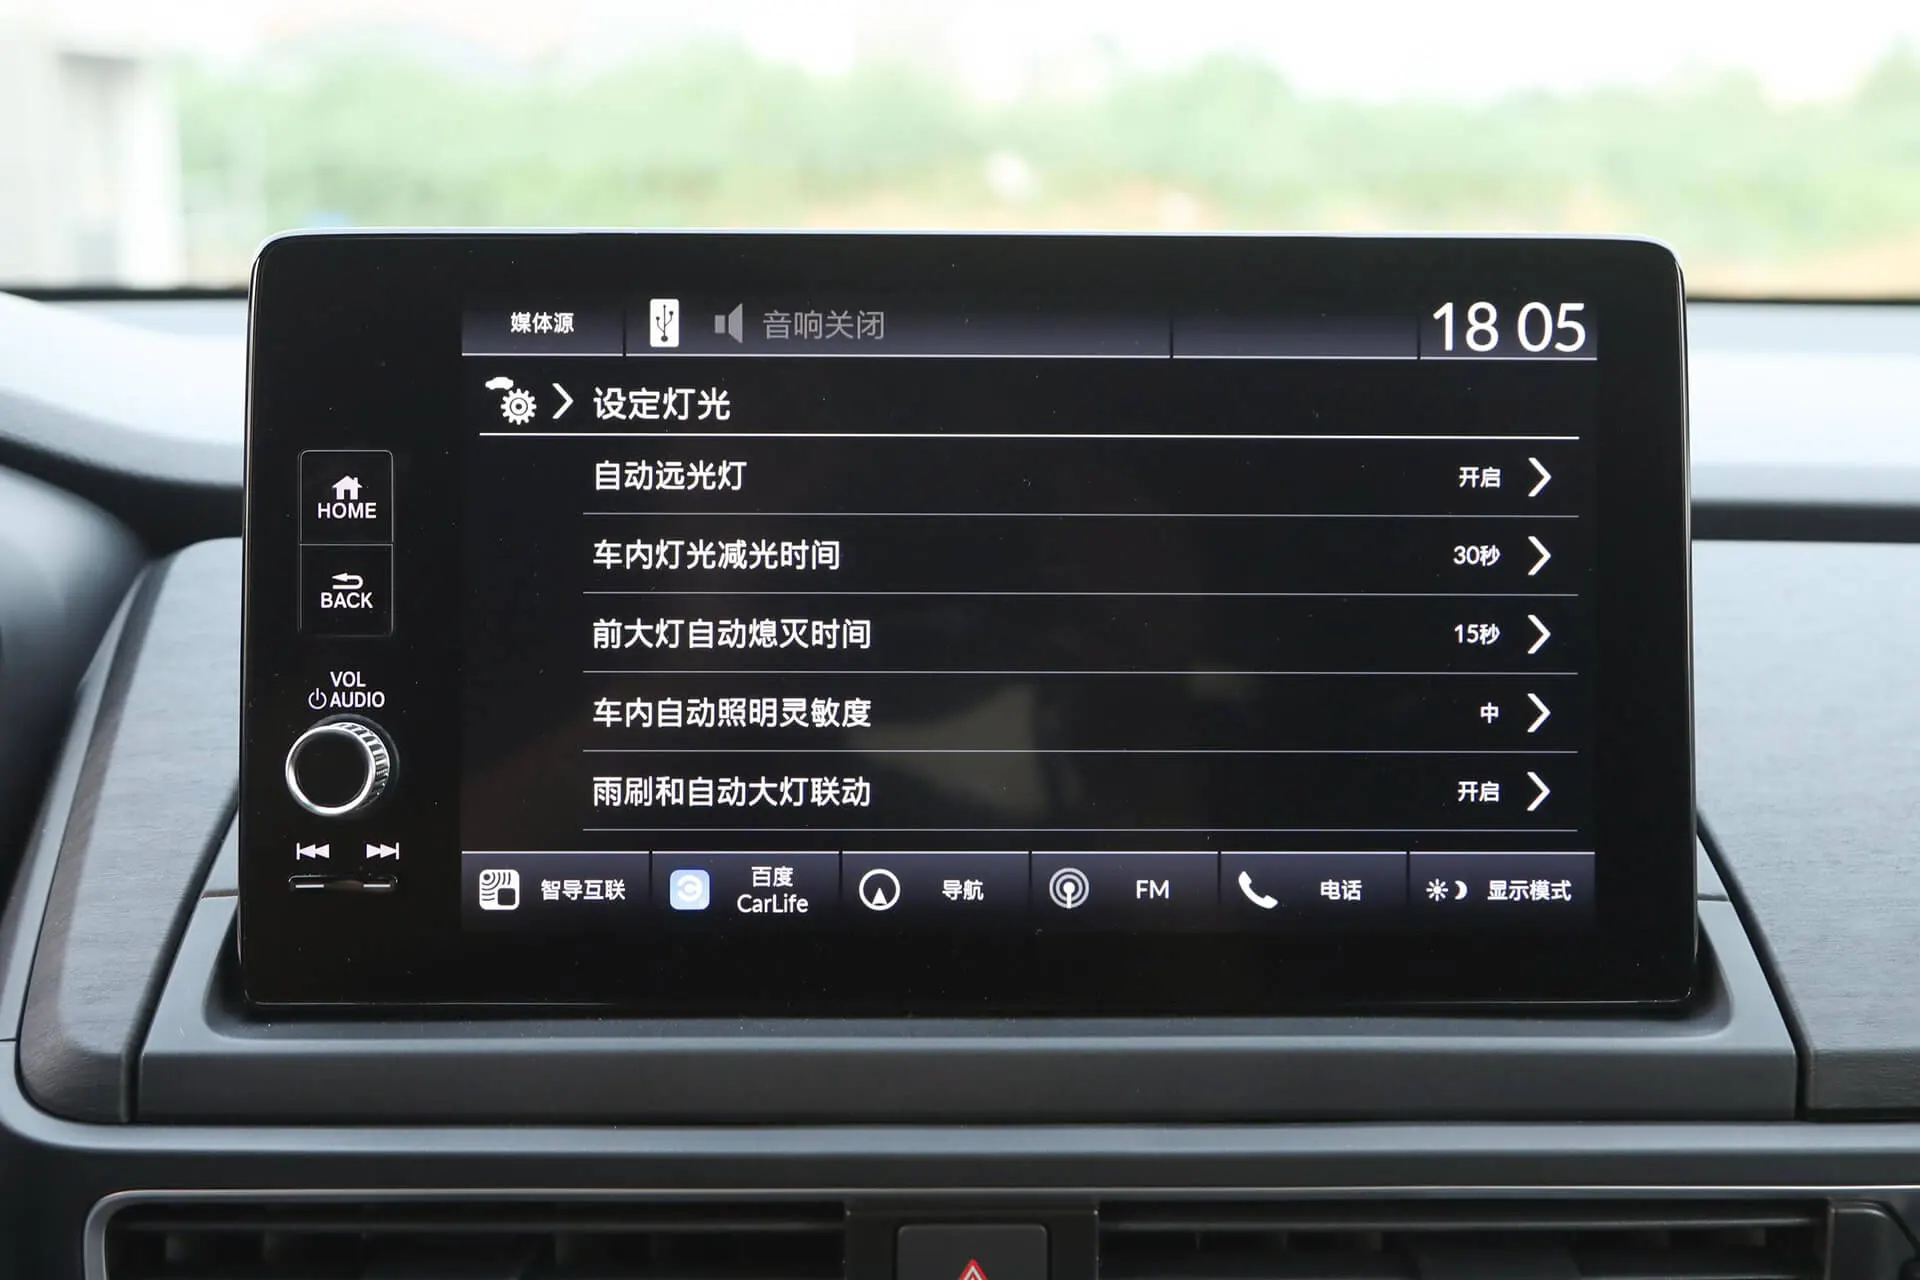 媒体源
音响关闭
18 05
设定灯光
自动远光灯 开启
车内灯光减光时间 30秒
前大灯自动熄灭时间 15秒
车内自动照明灵敏度 中
雨刷和自动大灯联动 开启
HOME
BACK
VOL
AUDIO
智导互联
百度
CarLife
导航
FM
电话
显示模式